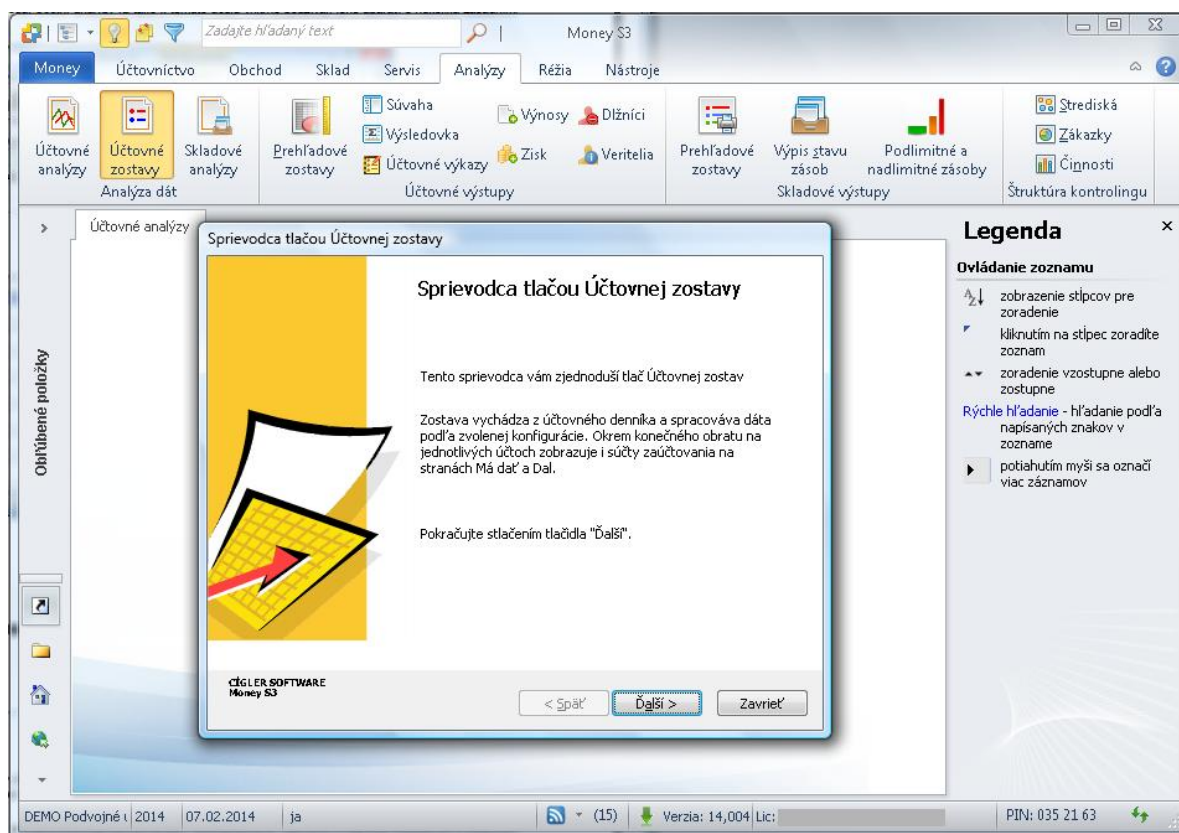 Zadajte hľadaný text
Money S3
Money Účtovníctvo Obchod Sklad Servis Analýzy Réžia Nástroje
Účtovné analýzy
Účtovné zostavy
Skladové analýzy
Analýza dát
Prehľadové zostavy
Súvaha
Výsledovka
Účtovné výkazy
Výnosy
Zisk
Dlžníci
Veritelia
Účtovné výstupy
Prehľadové zostavy
Výpis stavu zásob
Podlimitné a nadlimitné zásoby
Skladové výstupy
Strediská
Zákazky
Činnosti
Štruktúra kontrolingu
Účtovné analýzy
Obľúbené položky
Sprievodca tlačou Účtovnej zostavy
Sprievodca tlačou Účtovnej zostavy
Tento sprievodca vám zjednoduší tlač Účtovnej zostav
Zostava vychádza z účtovného denníka a spracováva dáta
podľa zvolenej konfigurácie. Okrem konečného obratu na
jednotlivých účtoch zobrazuje i súčty zaúčtovania na
stranách Má dať a Dal.
Pokračujte stlačením tlačidla "Ďalší".
CÍGLER SOFTWARE
Money S3
< Späť
Ďalší >
Zavrieť
Legenda
Ovládanie zoznamu
zobrazenie stĺpcov pre
zoradenie
kliknutím na stĺpec zoradíte
zoznam
zoradenie vzostupne alebo
zostupne
Rýchle hľadanie - hľadanie podľa
napísaných znakov v
zozname
potiahutím myši sa označí
viac záznamov
DEMO Podvojné 2014 07.02.2014 ja (15) Verzia: 14,004 Lic: PIN: 035 21 63